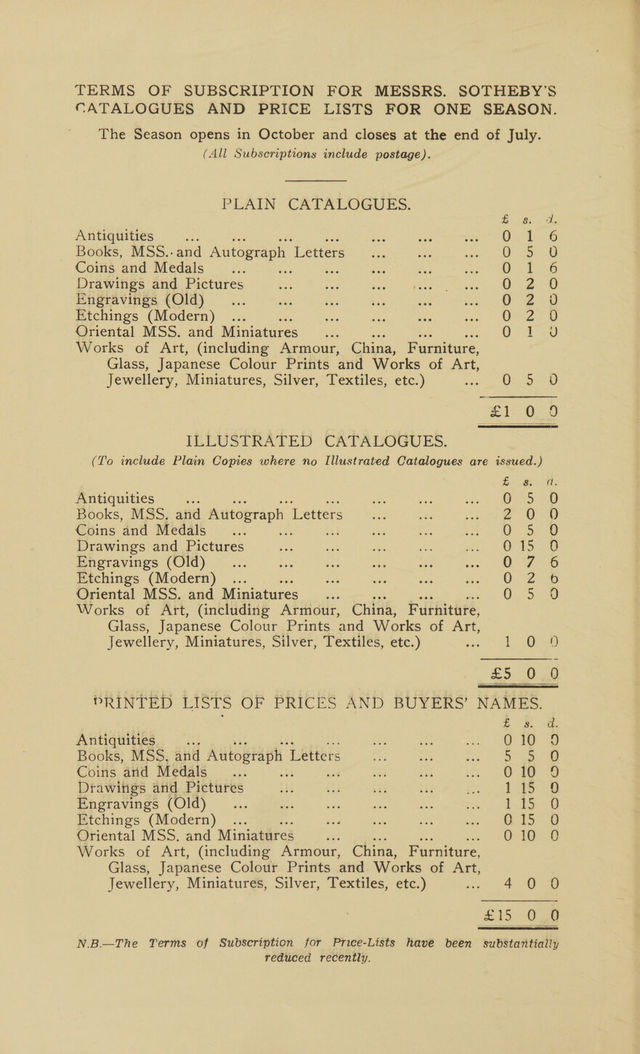 TERMS OF SUBSCRIPTION FOR MESSRS. SOTHEBY'S
CATALOGUES AND PRICE LISTS FOR ONE SEASON.
The Season opens in October and closes at the end of July.
(All Subscriptions include postage).
PLAIN CATALOGUES.
£ s. d.
Antiquities ... ... ... ... ... ... ... 0 1 6
Books, MSS. and Autograph Letters ... ... ... 0 5 0
Coins and Medals ... ... ... ... ... ... 0 1 6
Drawings and Pictures ... ... ... ... ... 0 2 0
Engravings (Old) ... ... ... ... ... ... 0 2 0
Etchings (Modern) ... ... ... ... ... ... 0 2 0
Oriental MSS. and Miniatures ... ... ... ... 0 1 0
Works of Art, (including Armour, China, Furniture,
Glass, Japanese Colour Prints and Works of Art,
Jewellery, Miniatures, Silver, Textiles, etc.) ... 0 5 0
£1 0 0
ILLUSTRATED CATALOGUES.
(To include Plain Copies where no Illustrated Catalogues are issued.)
£ s. d.
Antiquities ... ... ... ... ... ... ... 0 5 0
Books, MSS. and Autograph Letters ... ... ... 2 0 0
Coins and Medals ... ... ... ... ... ... 0 5 0
Drawings and Pictures ... ... ... ... ... 0 15 0
Engravings (Old) ... ... ... ... ... ... 0 7 6
Etchings (Modern) ... ... ... ... ... ... 0 2 6
Oriental MSS. and Miniatures ... ... ... ... 0 5 0
Works of Art, (including Armour, China, Furniture,
Glass, Japanese Colour Prints and Works of Art,
Jewellery, Miniatures, Silver, Textiles, etc.) ... 1 0 0
£5 0 0
PRINTED LISTS OF PRICES AND BUYERS' NAMES.
£ s. d.
Antiquities ... ... ... ... ... ... ... 0 10 0
Books, MSS. and Autograph Letters ... ... ... 5 5 0
Coins and Medals ... ... ... ... ... ... 0 10 0
Drawings and Pictures ... ... ... ... ... 1 15 0
Engravings (Old) ... ... ... ... ... ... 1 15 0
Etchings (Modern) ... ... ... ... ... ... 0 15 0
Oriental MSS. and Miniatures ... ... ... ... 0 10 0
Works of Art, (including Armour, China, Furniture,
Glass, Japanese Colour Prints and Works of Art,
Jewellery, Miniatures, Silver, Textiles, etc.) ... 4 0 0
£15 0 0
N.B.—The Terms of Subscription for Price-Lists have been substantially
reduced recently.